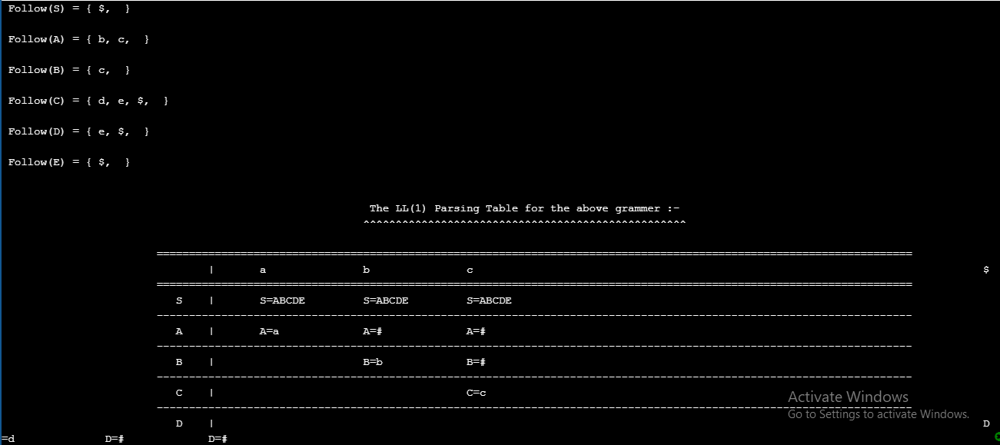 Follow(S) = { $,  }
Follow(A) = { b, c,  }
Follow(B) = { c,  }
Follow(C) = { d, e, $,  }
Follow(D) = { e, $,  }
Follow(E) = { $,  }
The LL(1) Parsing Table for the above grammer :-
^^^^^^^^^^^^^^^^^^^^^^^^^^^^^^^^^^^^^^^^^^^^^^^^^^
| a b c $
S | S=ABCDE S=ABCDE S=ABCDE
A | A=a A=# A=#
B | B=b B=#
C | C=c
D | D
=d D=# D=#
Activate Windows
Go to Settings to activate Windows.